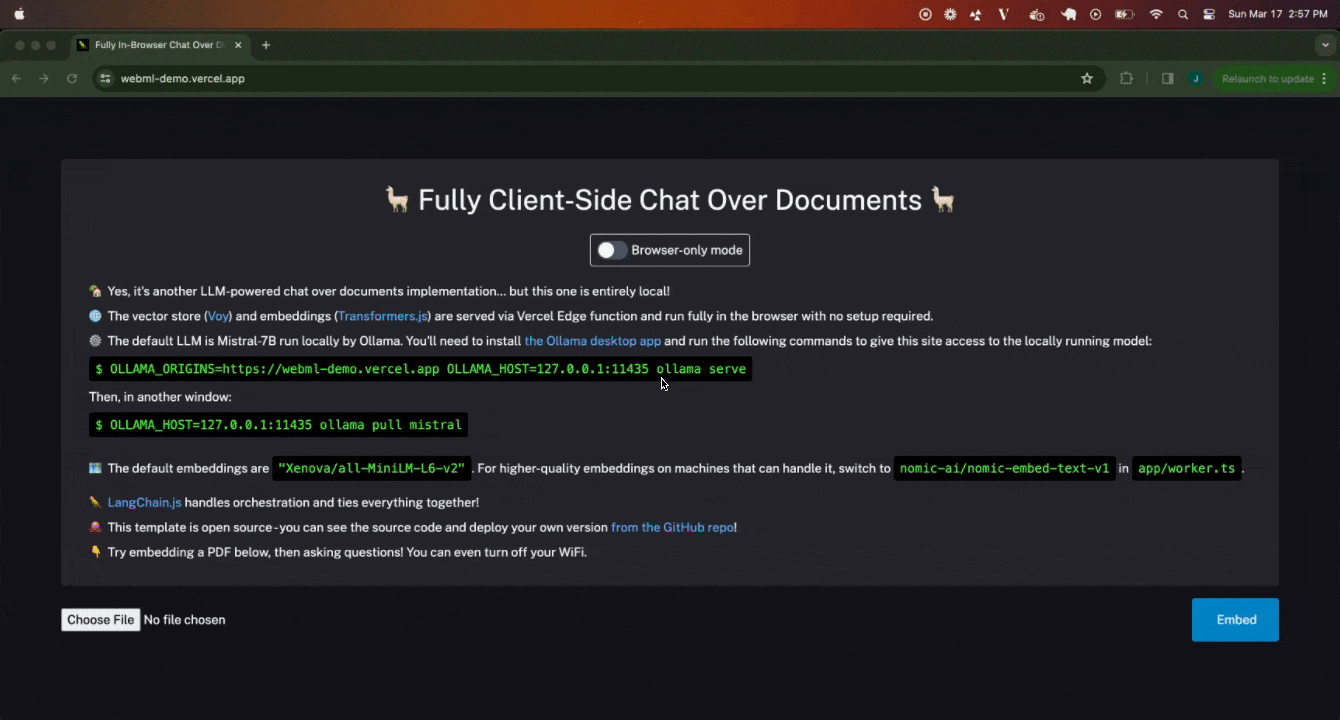 Sun Mar 17 2:57 PM
Fully In-Browser Chat Over D
webml-demo.vercel.app
J
Relaunch to update
🦙 Fully Client-Side Chat Over Documents 🦙
Browser-only mode
🏡 Yes, it's another LLM-powered chat over documents implementation... but this one is entirely local!
🌐 The vector store (Voy) and embeddings (Transformers.js) are served via Vercel Edge function and run fully in the browser with no setup required.
⚙️ The default LLM is Mistral-7B run locally by Ollama. You'll need to install the Ollama desktop app and run the following commands to give this site access to the locally running model:
$ OLLAMA_ORIGINS=https://webml-demo.vercel.app OLLAMA_HOST=127.0.0.1:11435 ollama serve
Then, in another window:
$ OLLAMA_HOST=127.0.0.1:11435 ollama pull mistral
🗺️ The default embeddings are "Xenova/all-MiniLM-L6-v2". For higher-quality embeddings on machines that can handle it, switch to nomic-ai/nomic-embed-text-v1 in app/worker.ts.
🦜 LangChain.js handles orchestration and ties everything together!
🐙 This template is open source - you can see the source code and deploy your own version from the GitHub repo!
👇 Try embedding a PDF below, then asking questions! You can even turn off your WiFi.
Choose File No file chosen
Embed